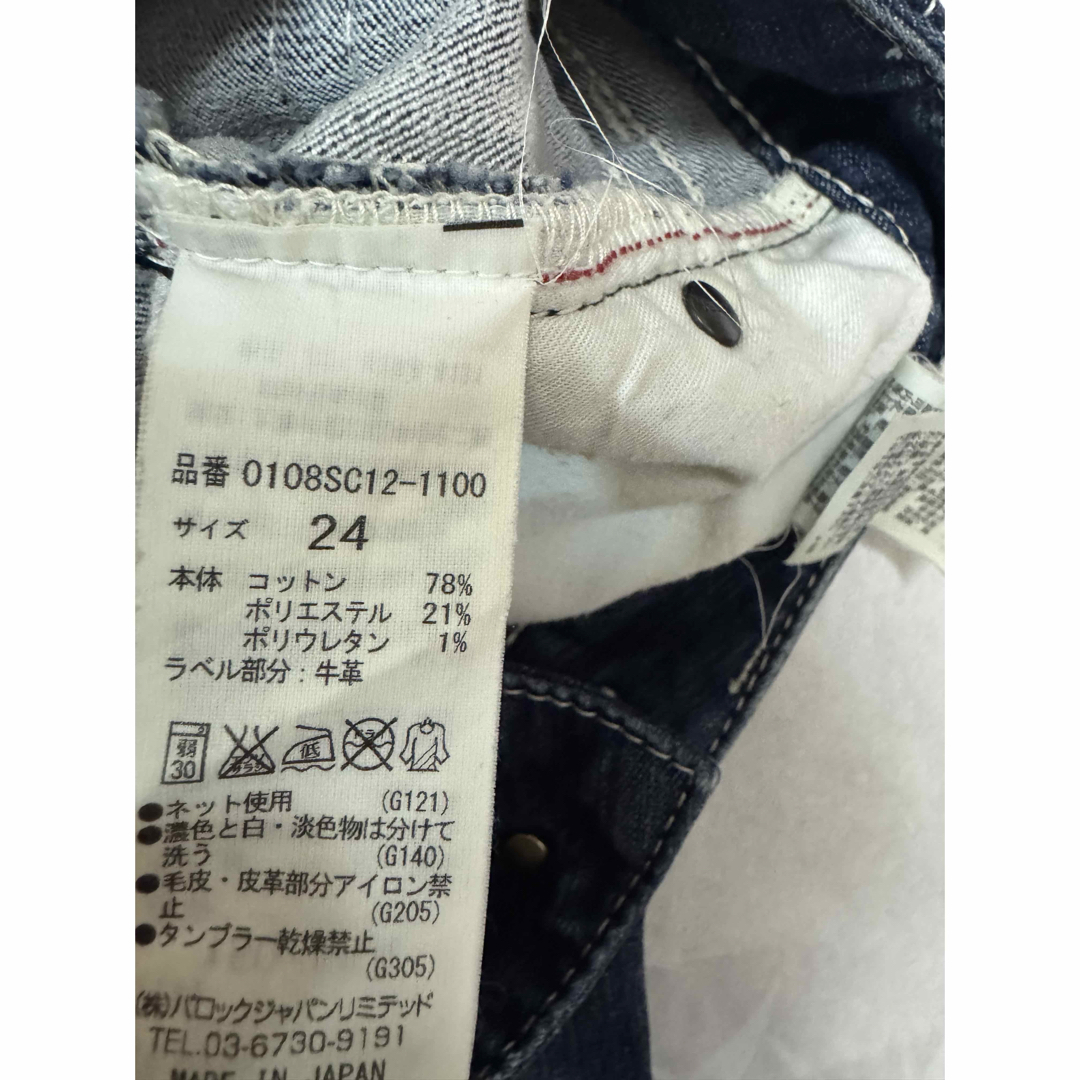 品番 0108SC12-1100
サイズ 24
本体 コットン 78%
ポリエステル 21%
ポリウレタン 1%
ラベル部分：牛革
弱 30 低
●ネット使用 (G121)
●濃色と白・淡色物は分けて
洗う (G140)
●毛皮・皮革部分アイロン禁
止 (G205)
●タンブラー乾燥禁止
(G305)
(株)バロックジャパンリミテッド
TEL.03-6730-9191
MADE IN JAPAN